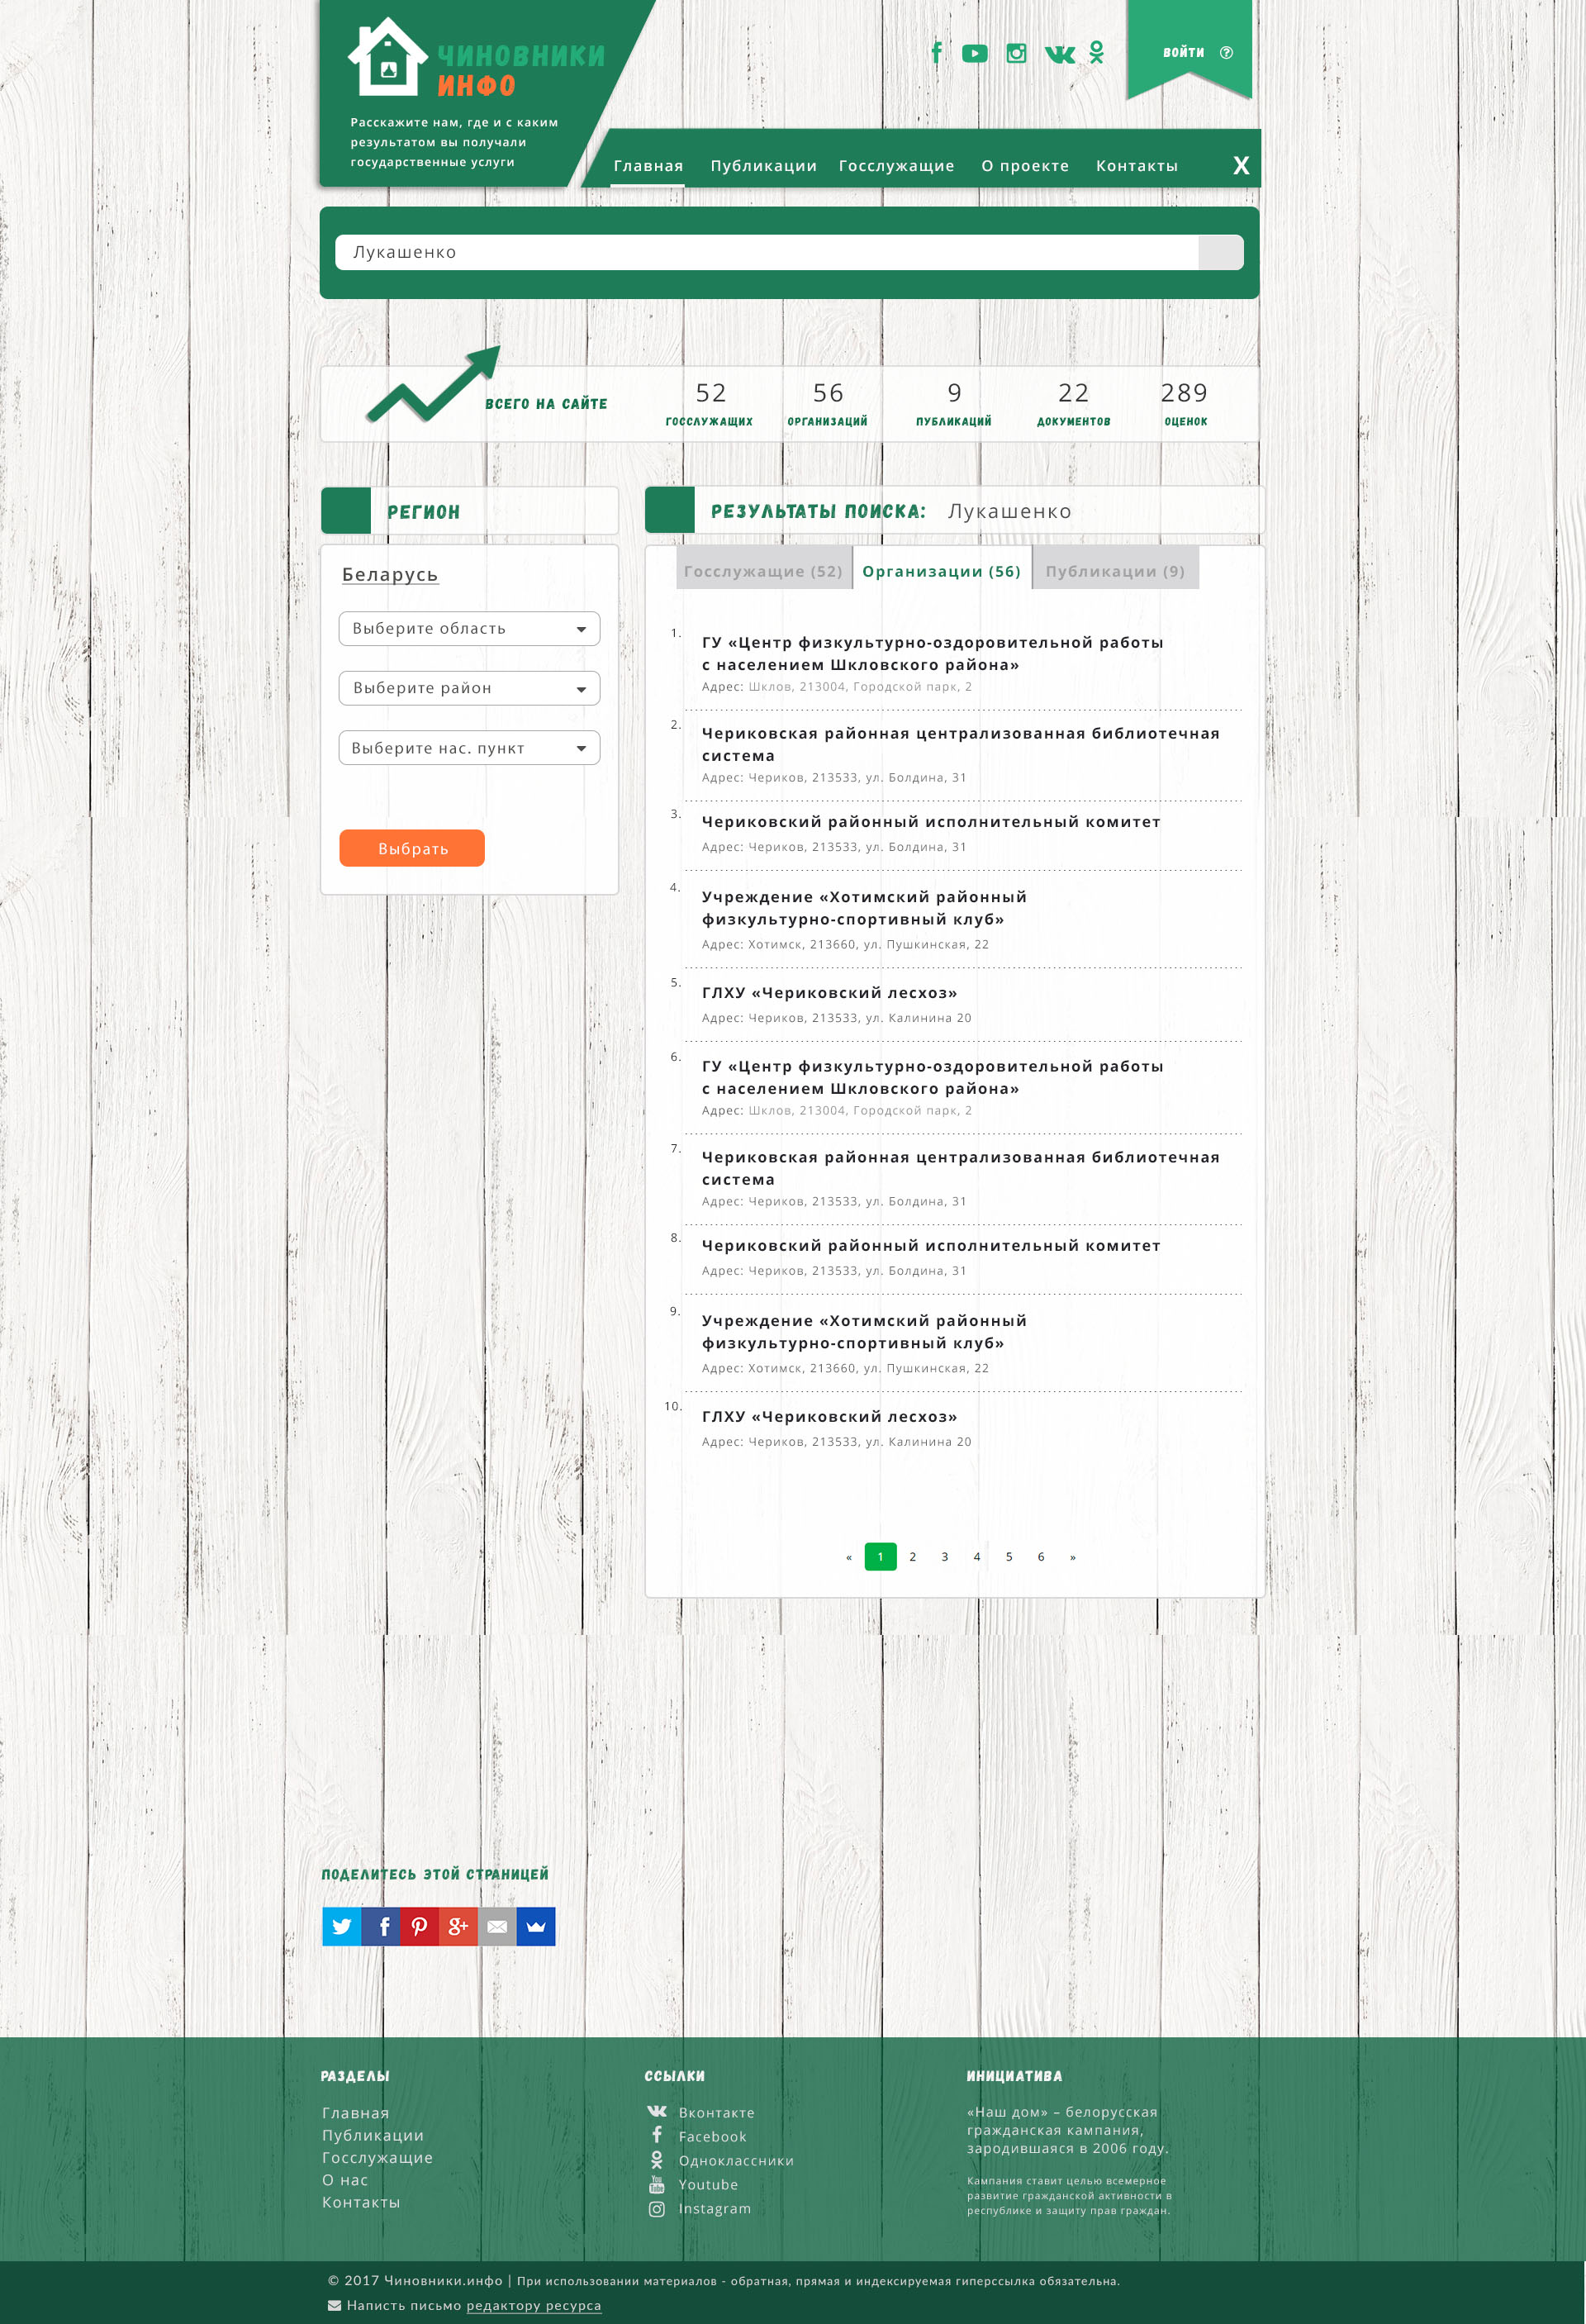 ЧИНОВНИКИ
ИНФО
Расскажите нам, где и с каким
результатом вы получали
государственные услуги
ВОЙТИ
Главная Публикации Госслужащие О проекте Контакты X
Лукашенко
ВСЕГО НА САЙТЕ
52 56 9 22 289
ГОССЛУЖАЩИХ ОРГАНИЗАЦИЙ ПУБЛИКАЦИЙ ДОКУМЕНТОВ ОЦЕНОК
РЕГИОН
Беларусь
Выберите область
Выберите район
Выберите нас. пункт
Выбрать
РЕЗУЛЬТАТЫ ПОИСКА: Лукашенко
Госслужащие (52) Организации (56) Публикации (9)
1. ГУ «Центр физкультурно-оздоровительной работы
с населением Шкловского района»
Адрес: Шклов, 213004, Городской парк, 2
2. Чериковская районная централизованная библиотечная
система
Адрес: Чериков, 213533, ул. Болдина, 31
3. Чериковский районный исполнительный комитет
Адрес: Чериков, 213533, ул. Болдина, 31
4. Учреждение «Хотимский районный
физкультурно-спортивный клуб»
Адрес: Хотимск, 213660, ул. Пушкинская, 22
5. ГЛХУ «Чериковский лесхоз»
Адрес: Чериков, 213533, ул. Калинина 20
6. ГУ «Центр физкультурно-оздоровительной работы
с населением Шкловского района»
Адрес: Шклов, 213004, Городской парк, 2
7. Чериковская районная централизованная библиотечная
система
Адрес: Чериков, 213533, ул. Болдина, 31
8. Чериковский районный исполнительный комитет
Адрес: Чериков, 213533, ул. Болдина, 31
9. Учреждение «Хотимский районный
физкультурно-спортивный клуб»
Адрес: Хотимск, 213660, ул. Пушкинская, 22
10. ГЛХУ «Чериковский лесхоз»
Адрес: Чериков, 213533, ул. Калинина 20
« 1 2 3 4 5 6 »
ПОДЕЛИТЕСЬ ЭТОЙ СТРАНИЦЕЙ
РАЗДЕЛЫ
Главная
Публикации
Госслужащие
О нас
Контакты
ССЫЛКИ
Вконтакте
Facebook
Одноклассники
Youtube
Instagram
ИНИЦИАТИВА
«Наш дом» – белорусская
гражданская кампания,
зародившаяся в 2006 году.
Кампания ставит целью всемерное
развитие гражданской активности в
республике и защиту прав граждан.
© 2017 Чиновники.инфо | При использовании материалов - обратная, прямая и индексируемая гиперссылка обязательна.
Напиcть письмо редактору ресурса